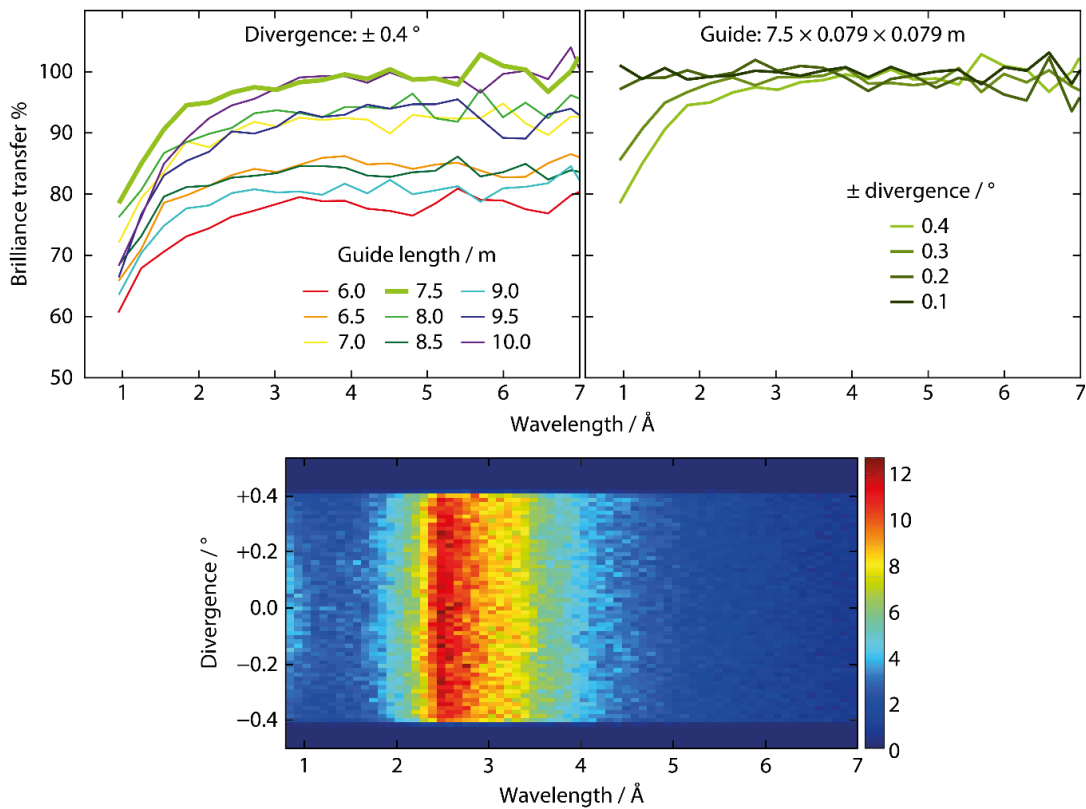 Divergence: ± 0.4 °
Brilliance transfer %
100
90
80
70
60
50
Guide length / m
6.0 7.5 9.0
6.5 8.0 9.5
7.0 8.5 10.0
1 2 3 4 5 6 7
Wavelength / Å
Guide: 7.5 × 0.079 × 0.079 m
± divergence / °
0.4
0.3
0.2
0.1
1 2 3 4 5 6 7
Wavelength / Å
Divergence / °
+0.4
+0.2
0.0
−0.2
−0.4
1 2 3 4 5 6 7
Wavelength / Å
12
10
8
6
4
2
0